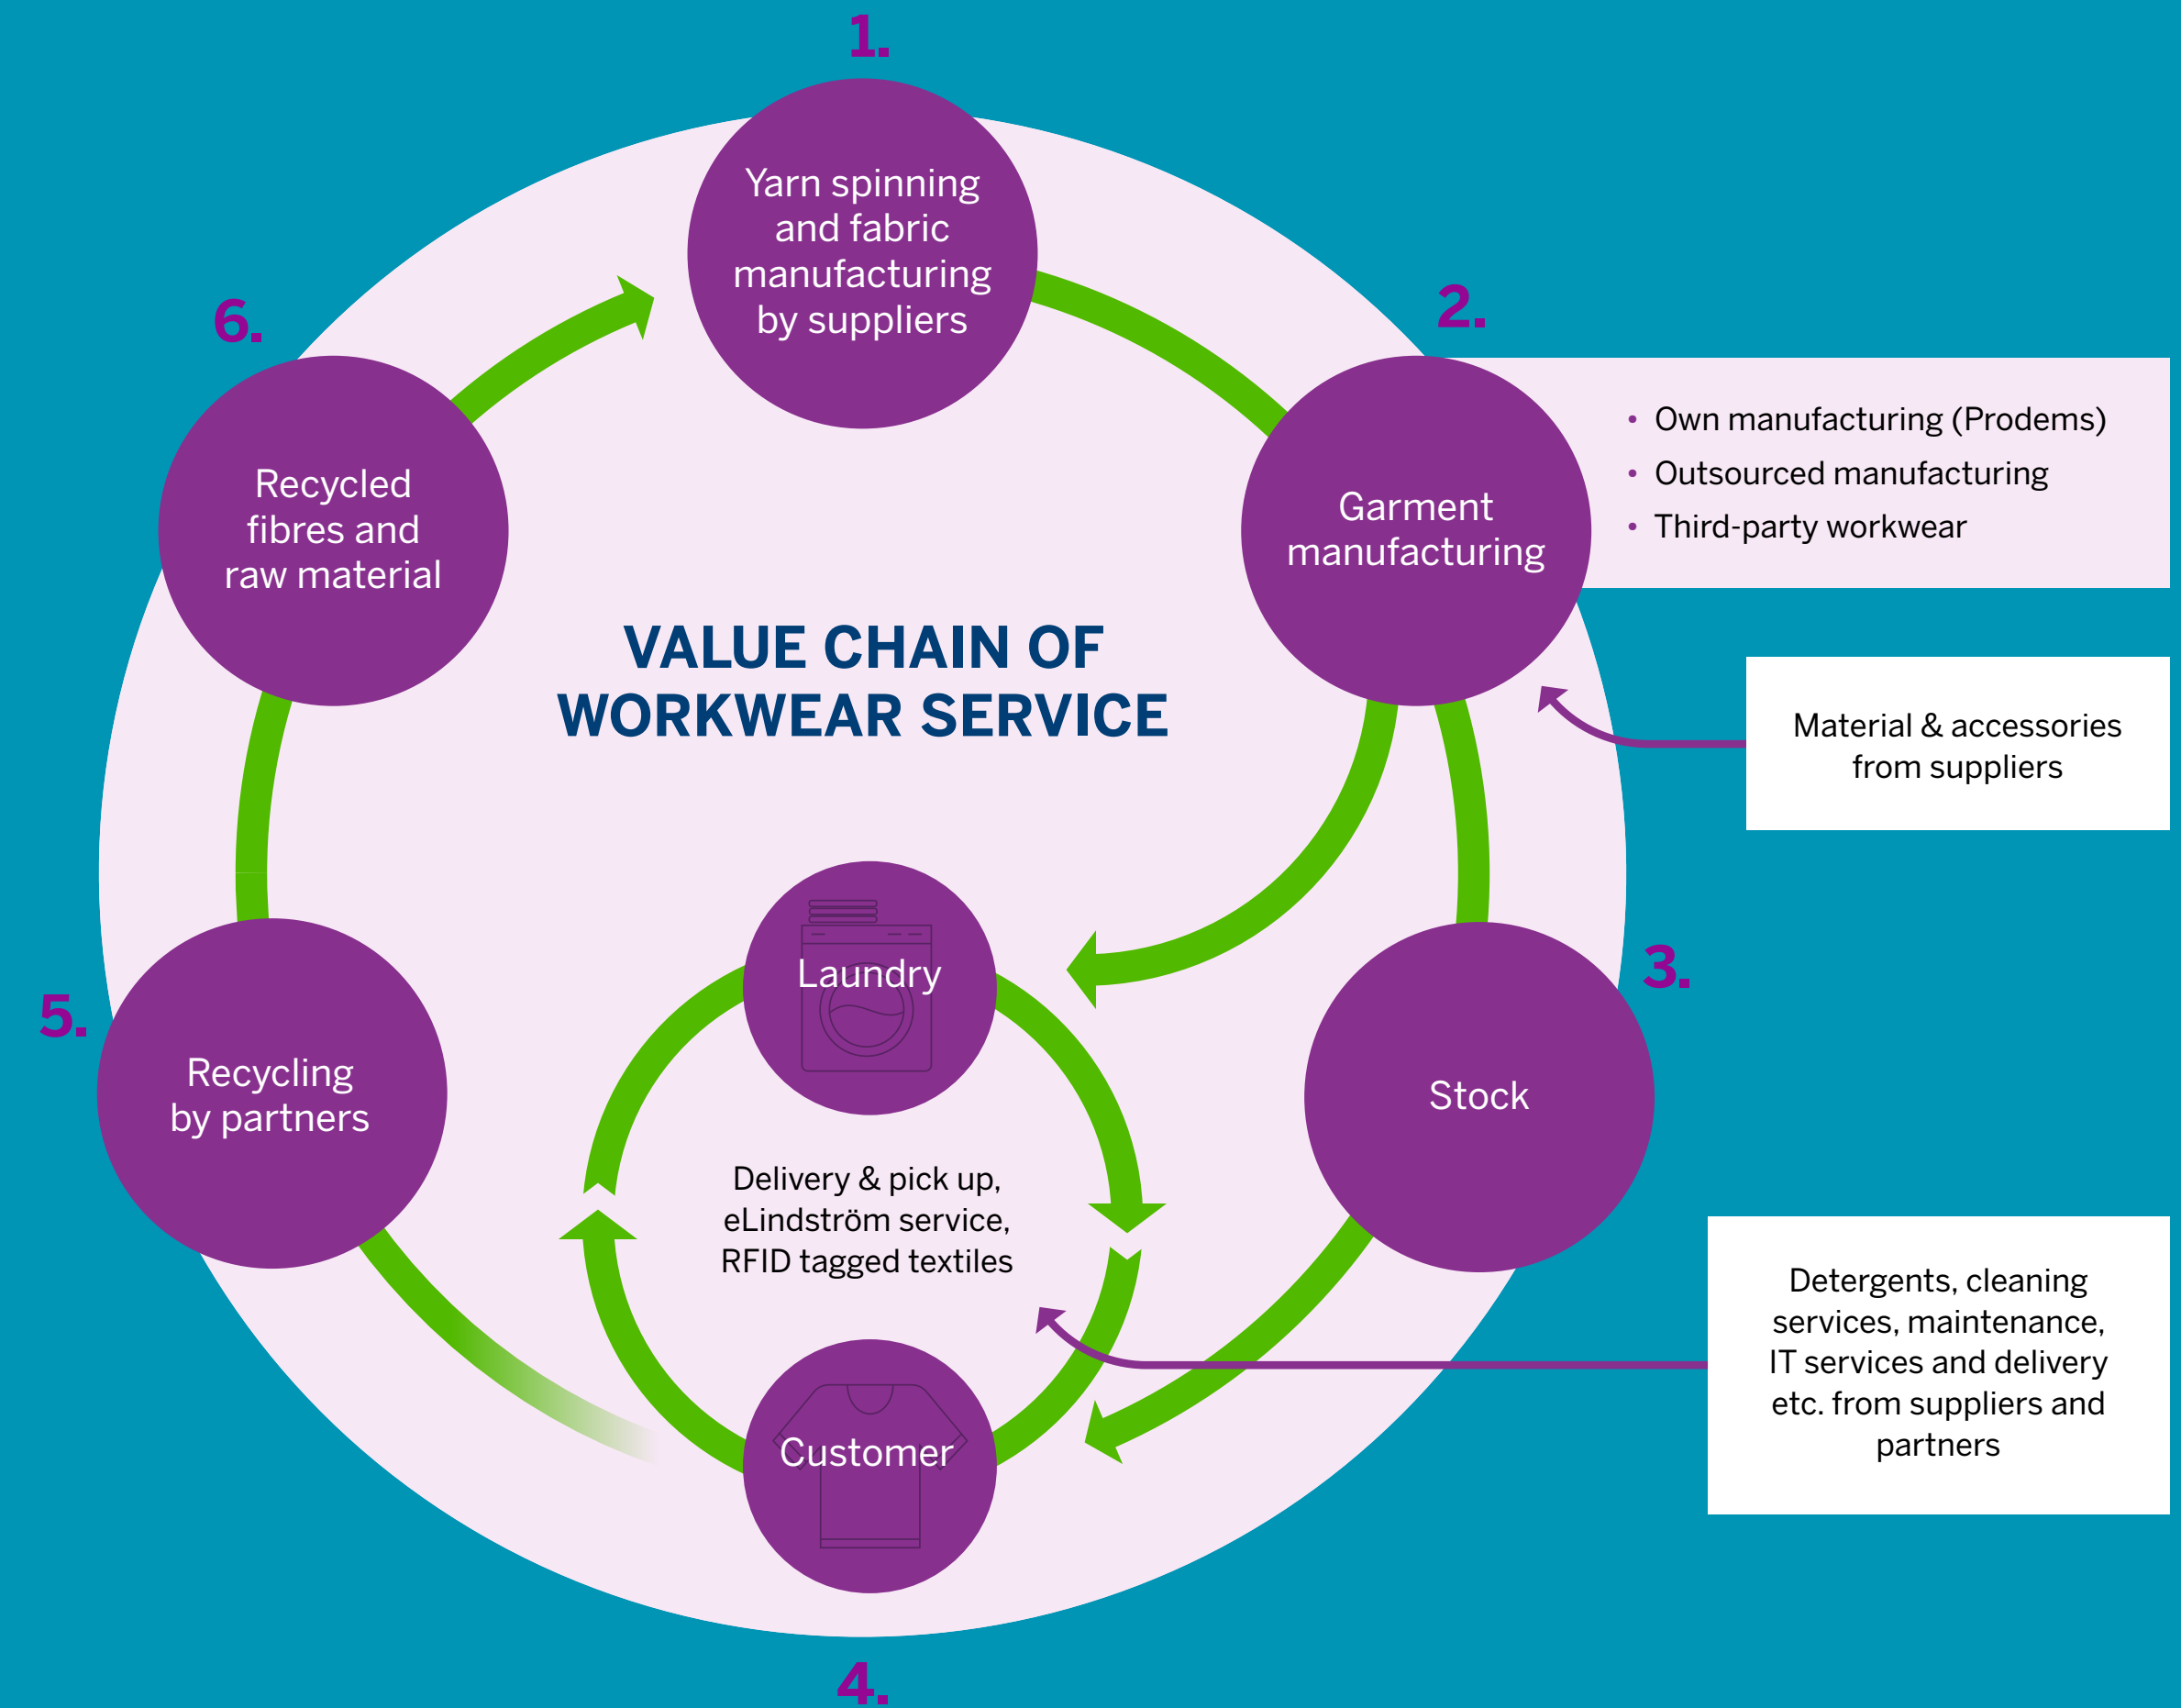 1.
Yarn spinning
and fabric
manufacturing
by suppliers
2.
Garment
manufacturing
• Own manufacturing (Prodems)
• Outsourced manufacturing
• Third-party workwear
Material & accessories
from suppliers
6.
Recycled
fibres and
raw material
VALUE CHAIN OF
WORKWEAR SERVICE
3.
Stock
Laundry
Delivery & pick up,
eLindström service,
RFID tagged textiles
Customer
Detergents, cleaning
services, maintenance,
IT services and delivery
etc. from suppliers and
partners
5.
Recycling
by partners
4.